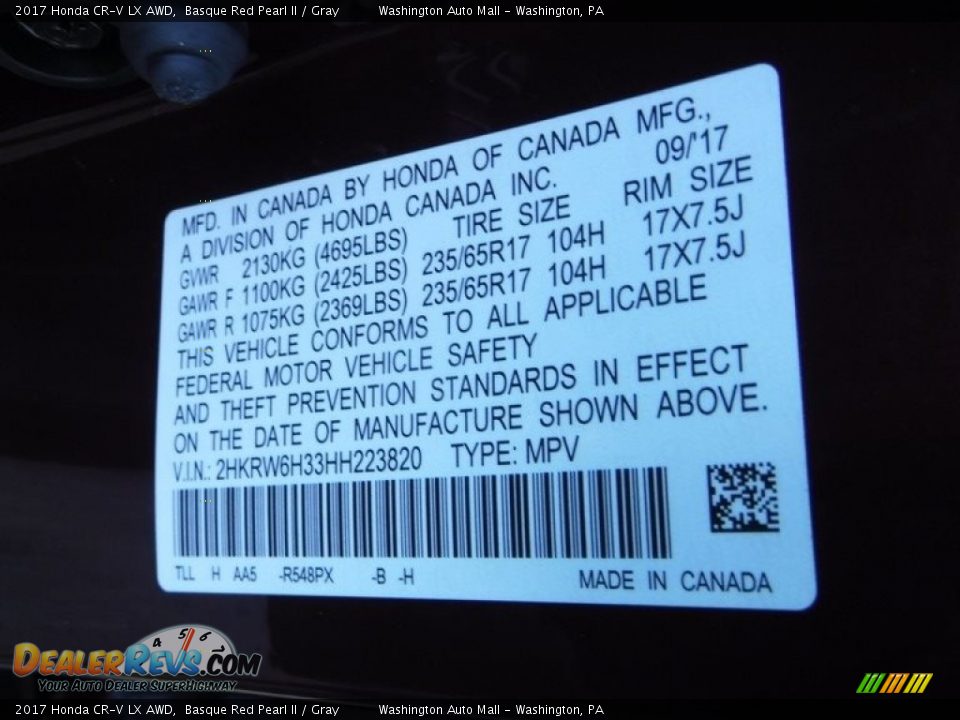 2017 Honda CR-V LX AWD, Basque Red Pearl II / Gray Washington Auto Mall - Washington, PA
MFD. IN CANADA BY HONDA OF CANADA MFG.,
A DIVISION OF HONDA CANADA INC. 09/'17
GVWR 2130KG (4695LBS) TIRE SIZE RIM SIZE
GAWR F 1100KG (2425LBS) 235/65R17 104H 17X7.5J
GAWR R 1075KG (2369LBS) 235/65R17 104H 17X7.5J
THIS VEHICLE CONFORMS TO ALL APPLICABLE
FEDERAL MOTOR VEHICLE SAFETY
AND THEFT PREVENTION STANDARDS IN EFFECT
ON THE DATE OF MANUFACTURE SHOWN ABOVE.
V.I.N.: 2HKRW6H33HH223820 TYPE: MPV
TLL H AA5 -R548PX -B -H MADE IN CANADA
4 5 6
DEALERREVS.COM
YOUR AUTO DEALER SUPERHIGHWAY
2017 Honda CR-V LX AWD, Basque Red Pearl II / Gray Washington Auto Mall - Washington, PA